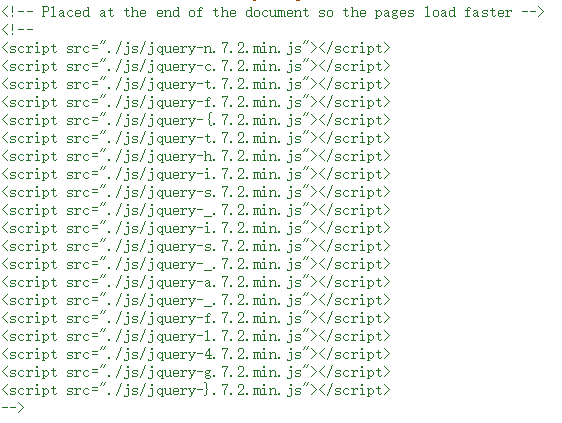 <!-- Placed at the end of the document so the pages load faster -->
<!--
<script src="./js/jquery-n.7.2.min.js"></script>
<script src="./js/jquery-c.7.2.min.js"></script>
<script src="./js/jquery-t.7.2.min.js"></script>
<script src="./js/jquery-f.7.2.min.js"></script>
<script src="./js/jquery-{.7.2.min.js"></script>
<script src="./js/jquery-t.7.2.min.js"></script>
<script src="./js/jquery-h.7.2.min.js"></script>
<script src="./js/jquery-i.7.2.min.js"></script>
<script src="./js/jquery-s.7.2.min.js"></script>
<script src="./js/jquery-_.7.2.min.js"></script>
<script src="./js/jquery-i.7.2.min.js"></script>
<script src="./js/jquery-s.7.2.min.js"></script>
<script src="./js/jquery-_.7.2.min.js"></script>
<script src="./js/jquery-a.7.2.min.js"></script>
<script src="./js/jquery-_.7.2.min.js"></script>
<script src="./js/jquery-f.7.2.min.js"></script>
<script src="./js/jquery-l.7.2.min.js"></script>
<script src="./js/jquery-4.7.2.min.js"></script>
<script src="./js/jquery-g.7.2.min.js"></script>
<script src="./js/jquery-}.7.2.min.js"></script>
-->